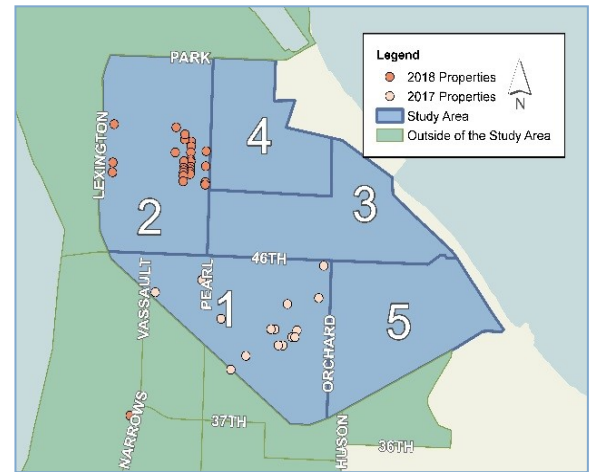 PARK
Legend
2018 Properties
2017 Properties
Study Area
Outside of the Study Area
N
LEXINGTON
4
2
3
46TH
VASSAULT
PEARL
1
ORCHARD
5
NARROWS
37TH
HUSON
36TH